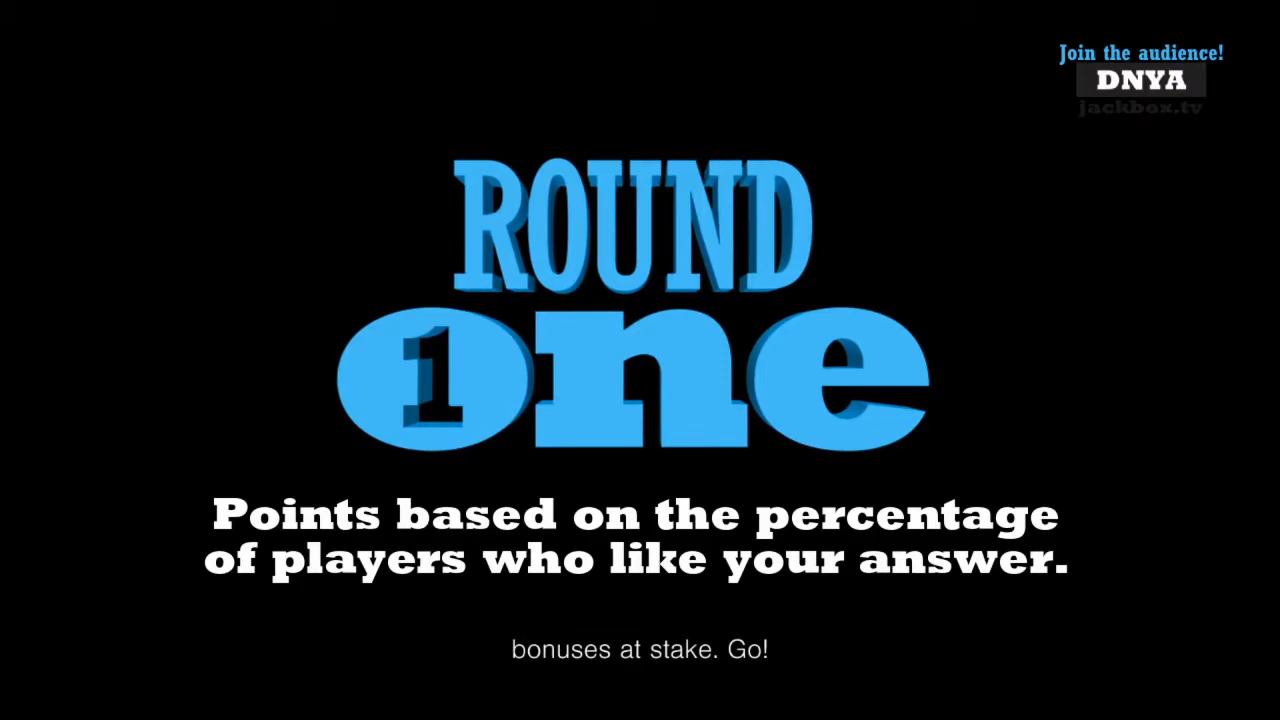 Join the audience!
DNYA
jackbox.tv
ROUND
One
1
Points based on the percentage
of players who like your answer.
bonuses at stake. Go!